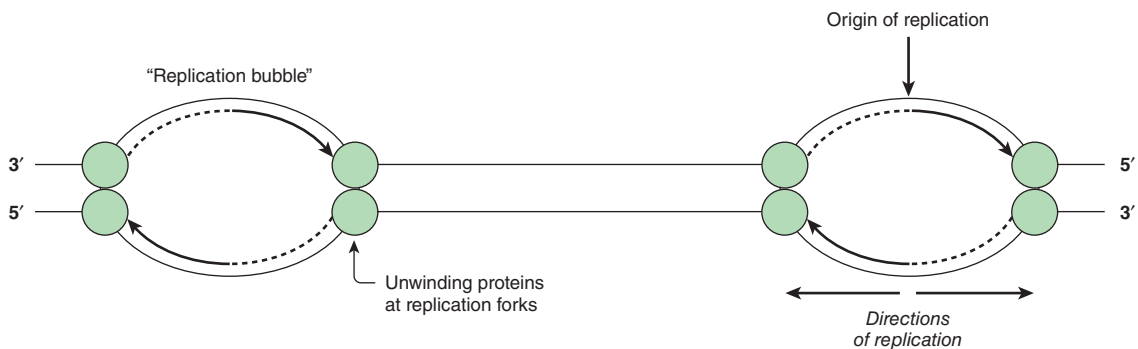 Origin of replication
“Replication bubble”
3′
5′
5′
3′
Unwinding proteins
at replication forks
Directions
of replication